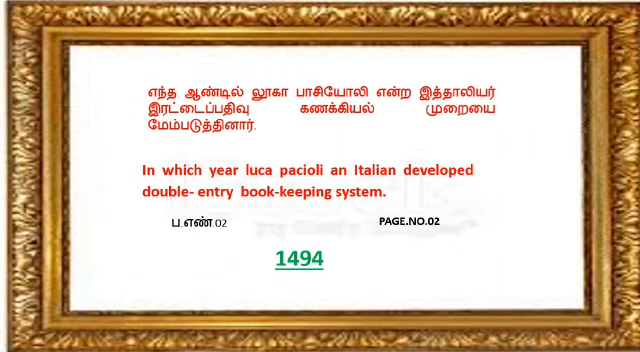 எந்த ஆண்டில் லூகா பாசியோலி என்ற இத்தாலியர்
இரட்டைப்பதிவு கணக்கியல் முறையை
மேம்படுத்தினார்.
In which year luca pacioli an Italian developed
double- entry book-keeping system.
ப.எண்.02 PAGE.NO.02
1494